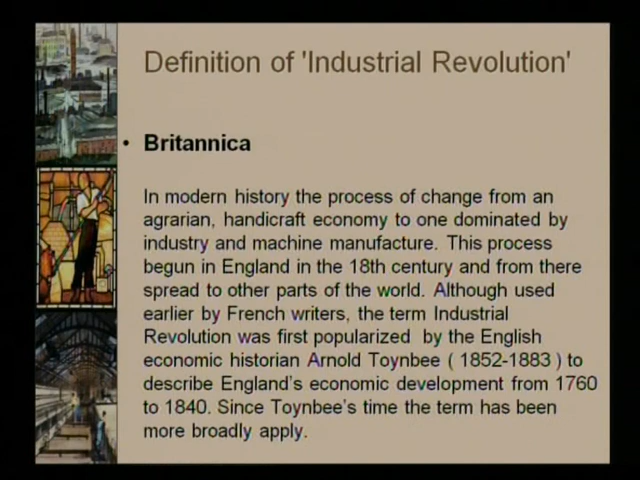 Definition of 'Industrial Revolution'
• Britannica
In modern history the process of change from an
agrarian, handicraft economy to one dominated by
industry and machine manufacture. This process
begun in England in the 18th century and from there
spread to other parts of the world. Although used
earlier by French writers, the term Industrial
Revolution was first popularized by the English
economic historian Arnold Toynbee ( 1852-1883 ) to
describe England's economic development from 1760
to 1840. Since Toynbee's time the term has been
more broadly apply.